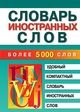 СЛОВАРЬ
ИНОСТРАННЫХ
СЛОВ
БОЛЕЕ 5000 СЛОВ
УДОБНЫЙ
КОМПАКТНЫЙ
СЛОВАРЬ
ИНОСТРАННЫХ
СЛОВ